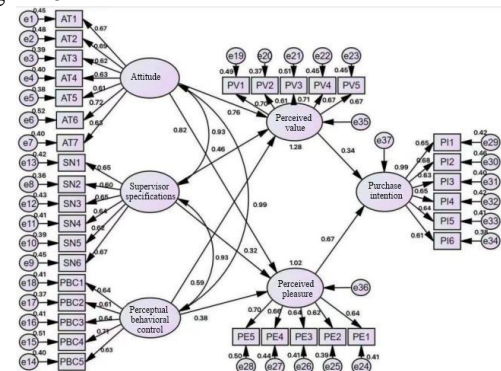 0.45
e1 AT1
0.48 0.67
e2 AT2
0.39 0.69
e3 AT3
0.40 0.62
e4 AT4
0.38 0.63
e5 AT5
0.52 0.61
e6 AT6
0.72
0.40 0.63
e7 AT7
Attitude
0.42
e13 SN1
0.36 0.65
e8 SN2
0.43 0.60
e12 SN3
0.41 0.65
e11 SN4
0.39 0.64
e10 SN5
0.45 0.62
e9 SN6
0.67
Supervisor
specifications
0.41
e18 PBC1
0.37 0.64
e17 PBC2
0.41 0.61
e16 PBC3
0.51 0.64
e15 PBC4
0.40 0.71
e14 PBC5
0.63
Perceptual
behavioral
control
e19 e20 e21 e22 e23
0.49 0.37 0.51 0.45 0.45
PV1 PV2 PV3 PV4 PV5
0.70 0.61 0.71 0.67 0.67
Perceived
value
1.28
e35
0.76
0.82
0.93
0.46
0.99
0.32
0.93
0.59
0.38
0.34
0.67
e37
0.99
Purchase
intention
0.42
PI1 e29
0.65 0.46
PI2 e30
0.68 0.40
PI3 e31
0.63 0.42
PI4 e32
0.65 0.41
PI5 e33
0.64 0.38
PI6 e34
0.61
1.02
Perceived
pleasure
e36
0.70 0.66 0.64 0.62 0.64
PE5 PE4 PE3 PE2 PE1
0.50 0.44 0.41 0.39 0.41
e28 e27 e26 e25 e24